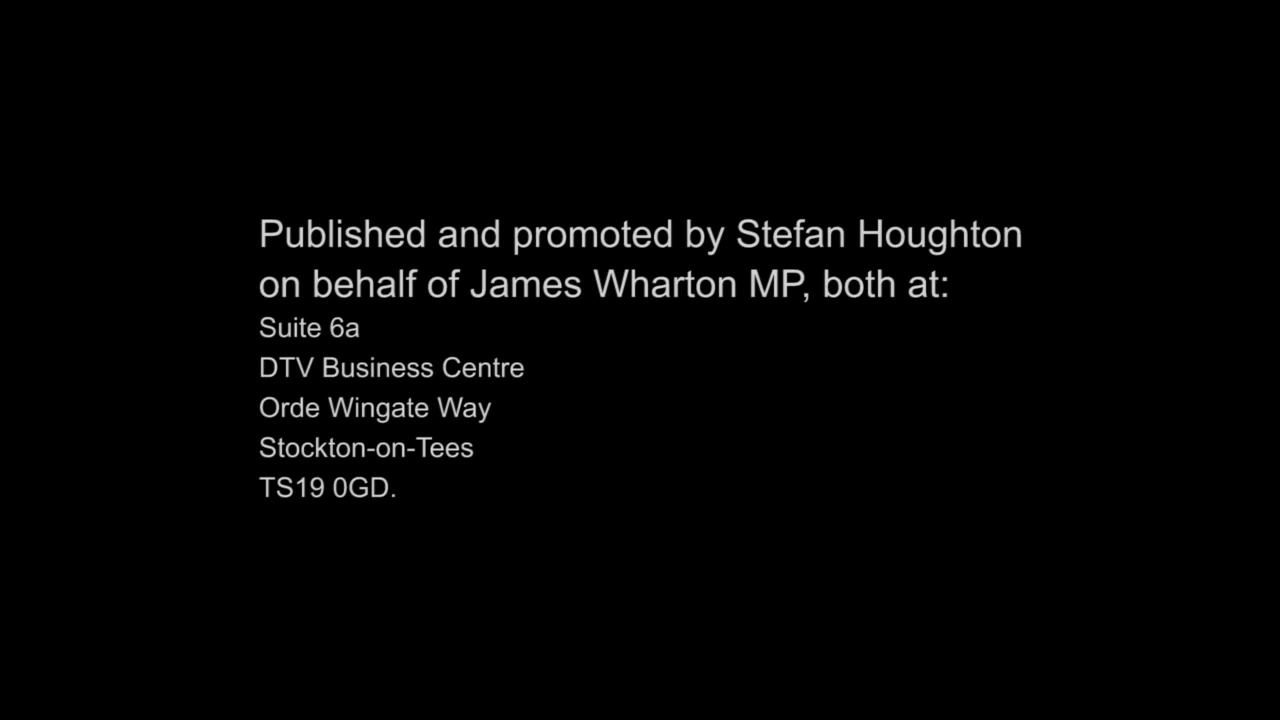 Published and promoted by Stefan Houghton
on behalf of James Wharton MP, both at:
Suite 6a
DTV Business Centre
Orde Wingate Way
Stockton-on-Tees
TS19 0GD.